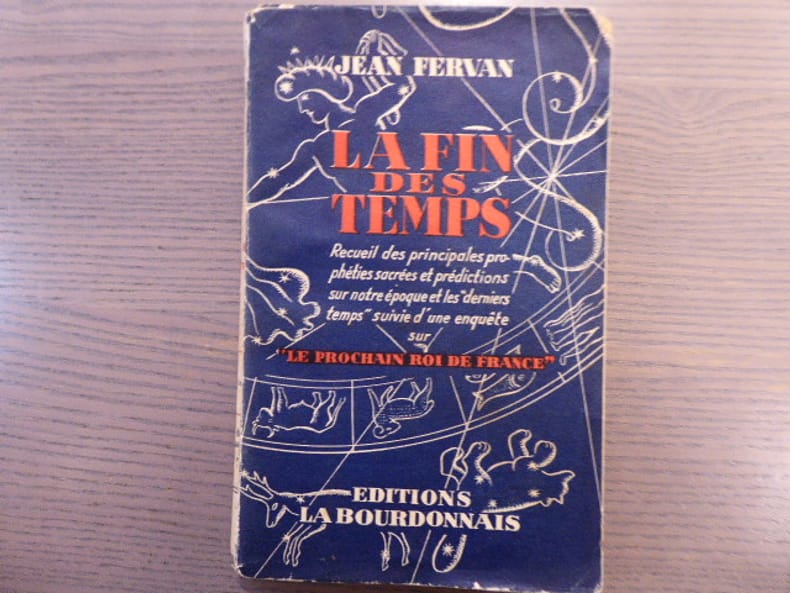 JEAN FERVAN
LA FIN
DES
TEMPS
Recueil des principales pro-
phéties sacrées et prédictions
sur notre époque et les "derniers
temps" suivie d'une enquête
sur
"LE PROCHAIN ROI DE FRANCE"
EDITIONS
LA BOURDONNAIS